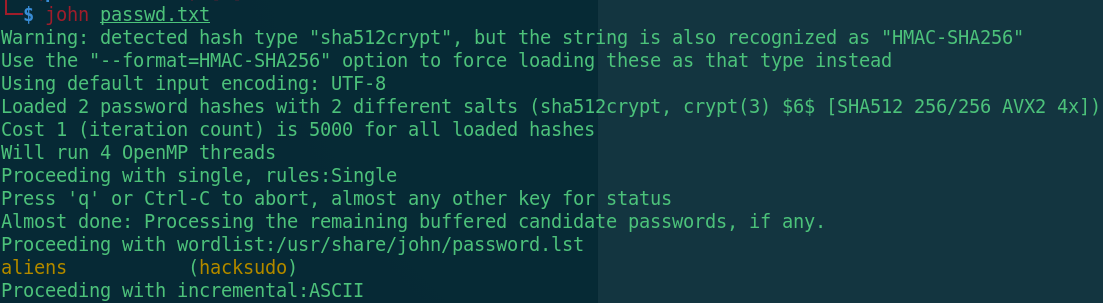 └─$ john passwd.txt
Warning: detected hash type "sha512crypt", but the string is also recognized as "HMAC-SHA256"
Use the "--format=HMAC-SHA256" option to force loading these as that type instead
Using default input encoding: UTF-8
Loaded 2 password hashes with 2 different salts (sha512crypt, crypt(3) $6$ [SHA512 256/256 AVX2 4x])
Cost 1 (iteration count) is 5000 for all loaded hashes
Will run 4 OpenMP threads
Proceeding with single, rules:Single
Press 'q' or Ctrl-C to abort, almost any other key for status
Almost done: Processing the remaining buffered candidate passwords, if any.
Proceeding with wordlist:/usr/share/john/password.lst
aliens           (hacksudo)
Proceeding with incremental:ASCII